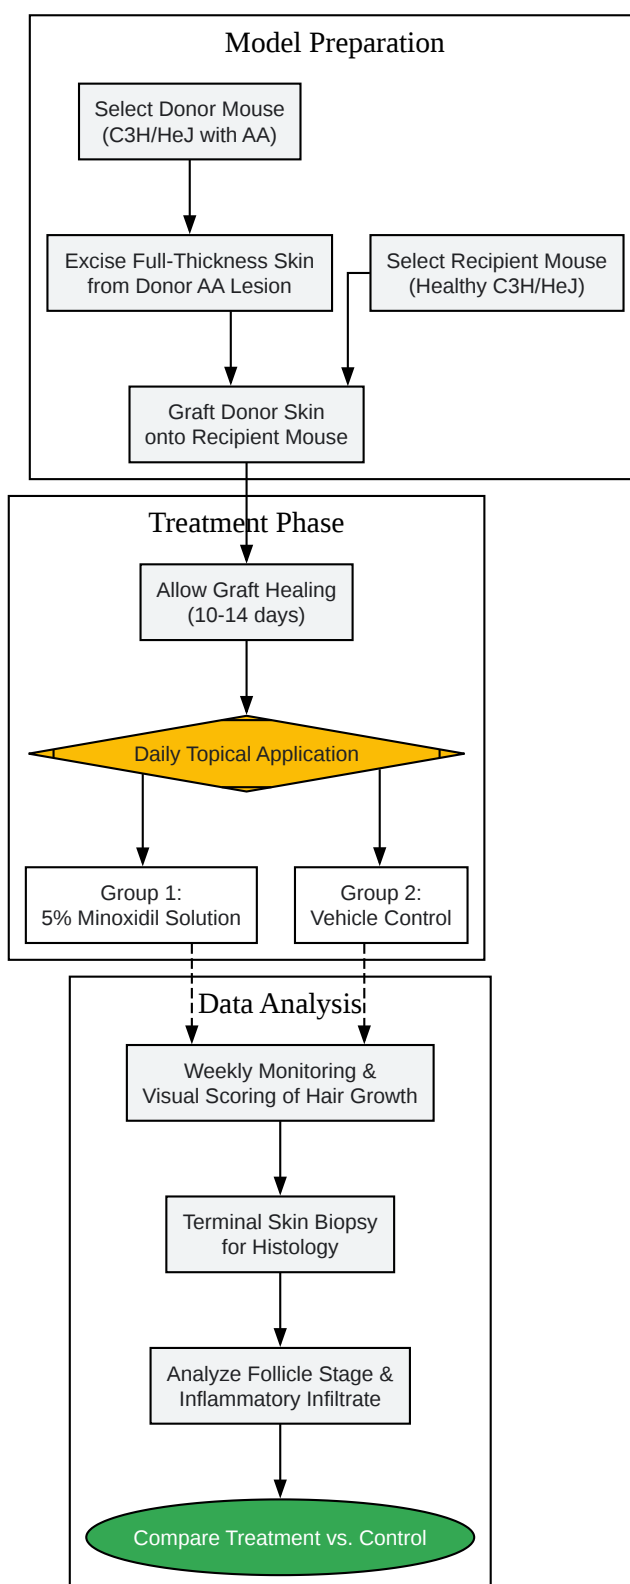 Model Preparation
Select Donor Mouse
(C3H/HeJ with AA)
Excise Full-Thickness Skin
from Donor AA Lesion
Select Recipient Mouse
(Healthy C3H/HeJ)
Graft Donor Skin
onto Recipient Mouse
Treatment Phase
Allow Graft Healing
(10-14 days)
Daily Topical Application
Group 1:
5% Minoxidil Solution
Group 2:
Vehicle Control
Data Analysis
Weekly Monitoring &
Visual Scoring of Hair Growth
Terminal Skin Biopsy
for Histology
Analyze Follicle Stage &
Inflammatory Infiltrate
Compare Treatment vs. Control